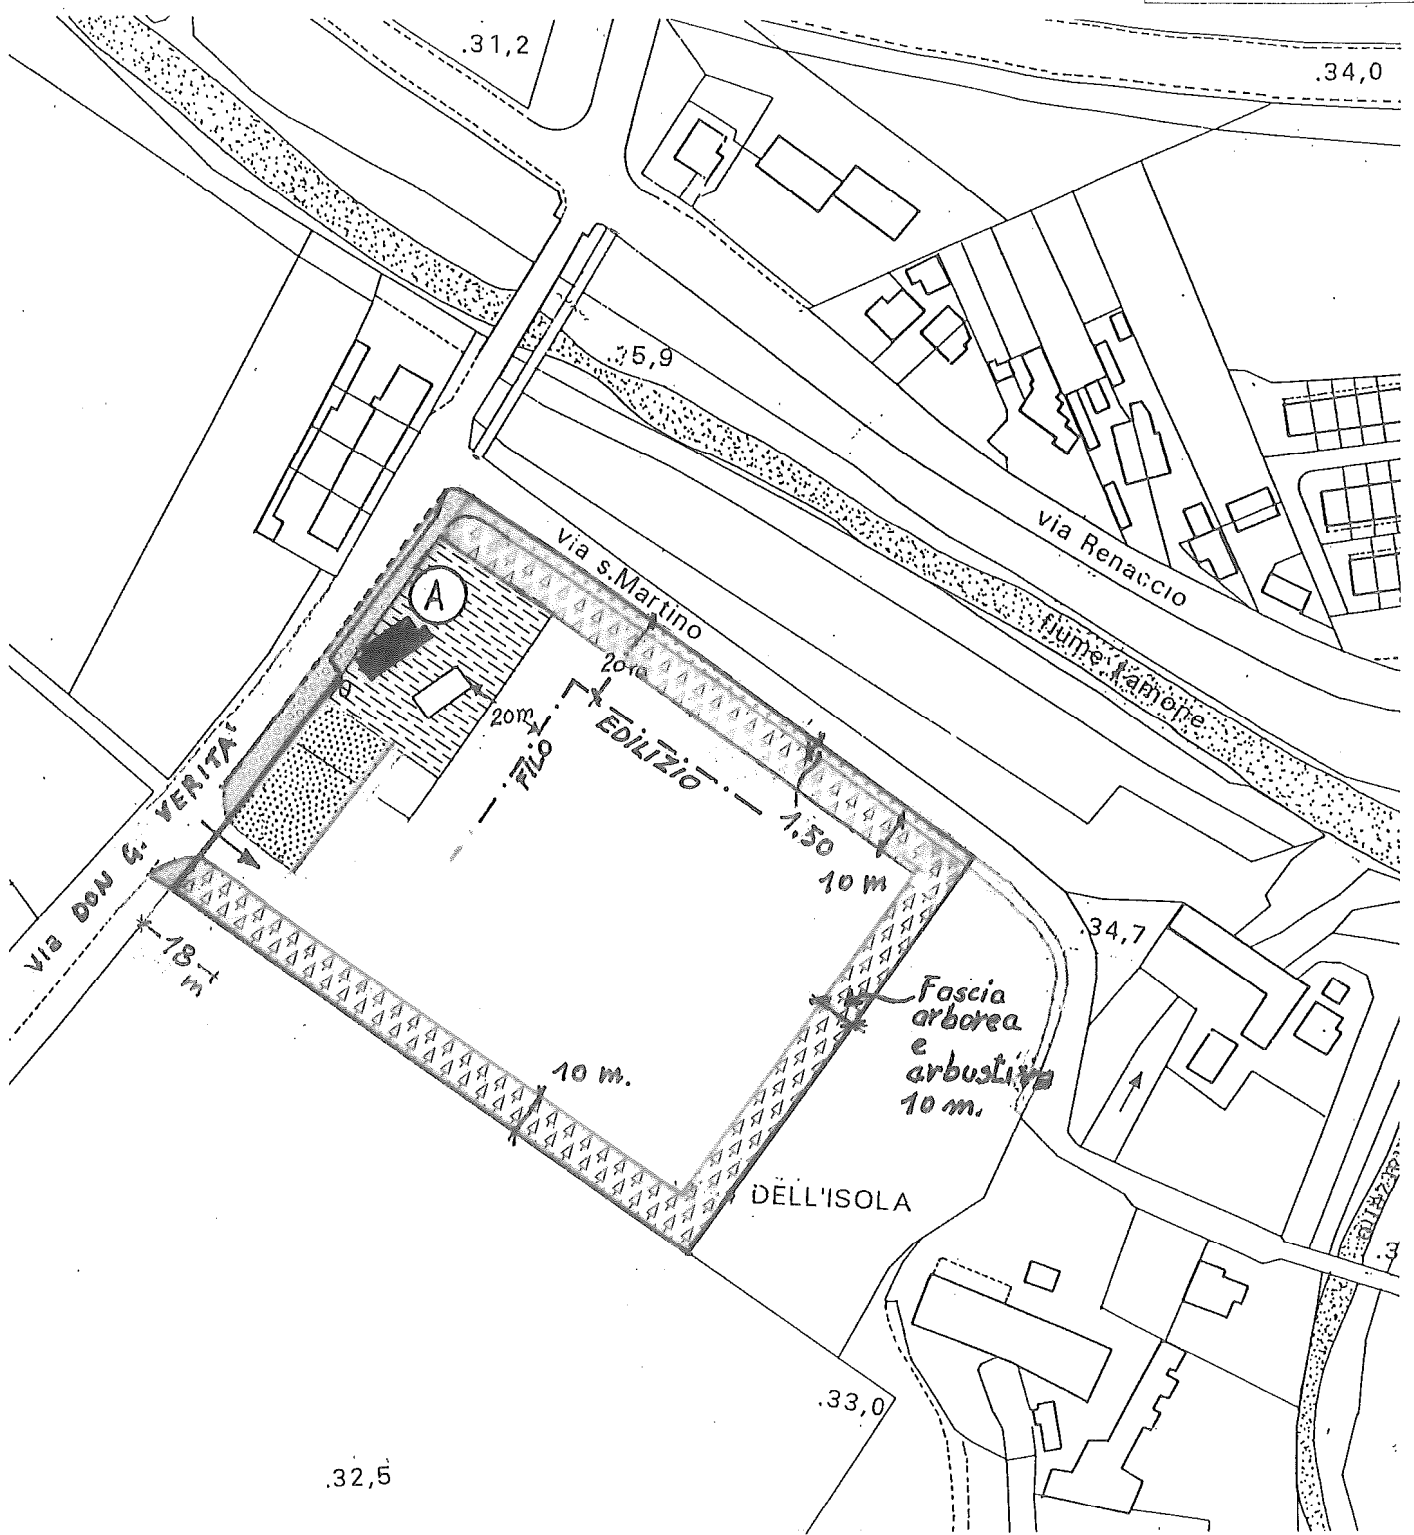 .31,2
.34,0
.35,9
via Renaccio
via s.Martino
fiume Lamone
A
20m
20m
FILO
EDILIZIO
1.50
10 m
VIA DON G. VERITA'
18
m
.34,7
Fascia
arborea
e
arbustiva
10 m.
10 m.
DELL'ISOLA
.33,0
.32,5